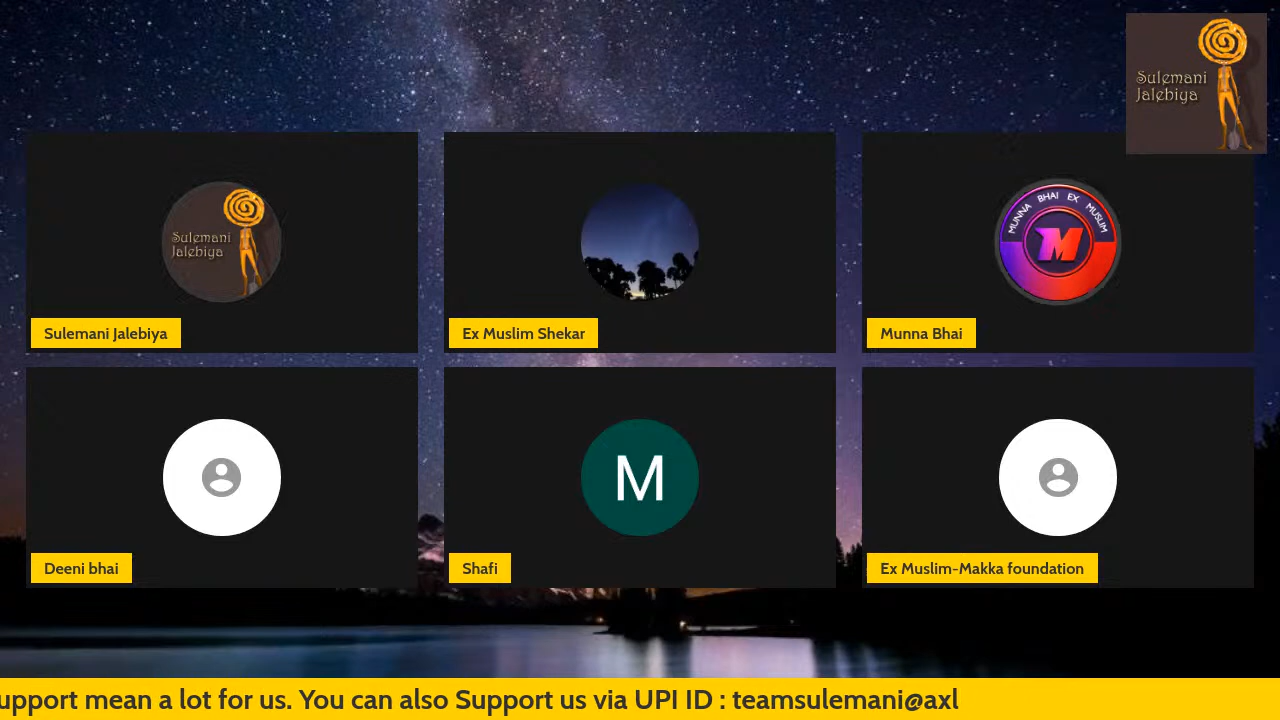 Sulemani
Jalebiya
Sulemani
Jalebiya
MUNNA BHAI EX MUSLIM
M
Sulemani Jalebiya
Ex Muslim Shekar
Munna Bhai
M
Deeni bhai
Shafi
Ex Muslim-Makka foundation
upport mean a lot for us. You can also Support us via UPI ID : teamsulemani@axl